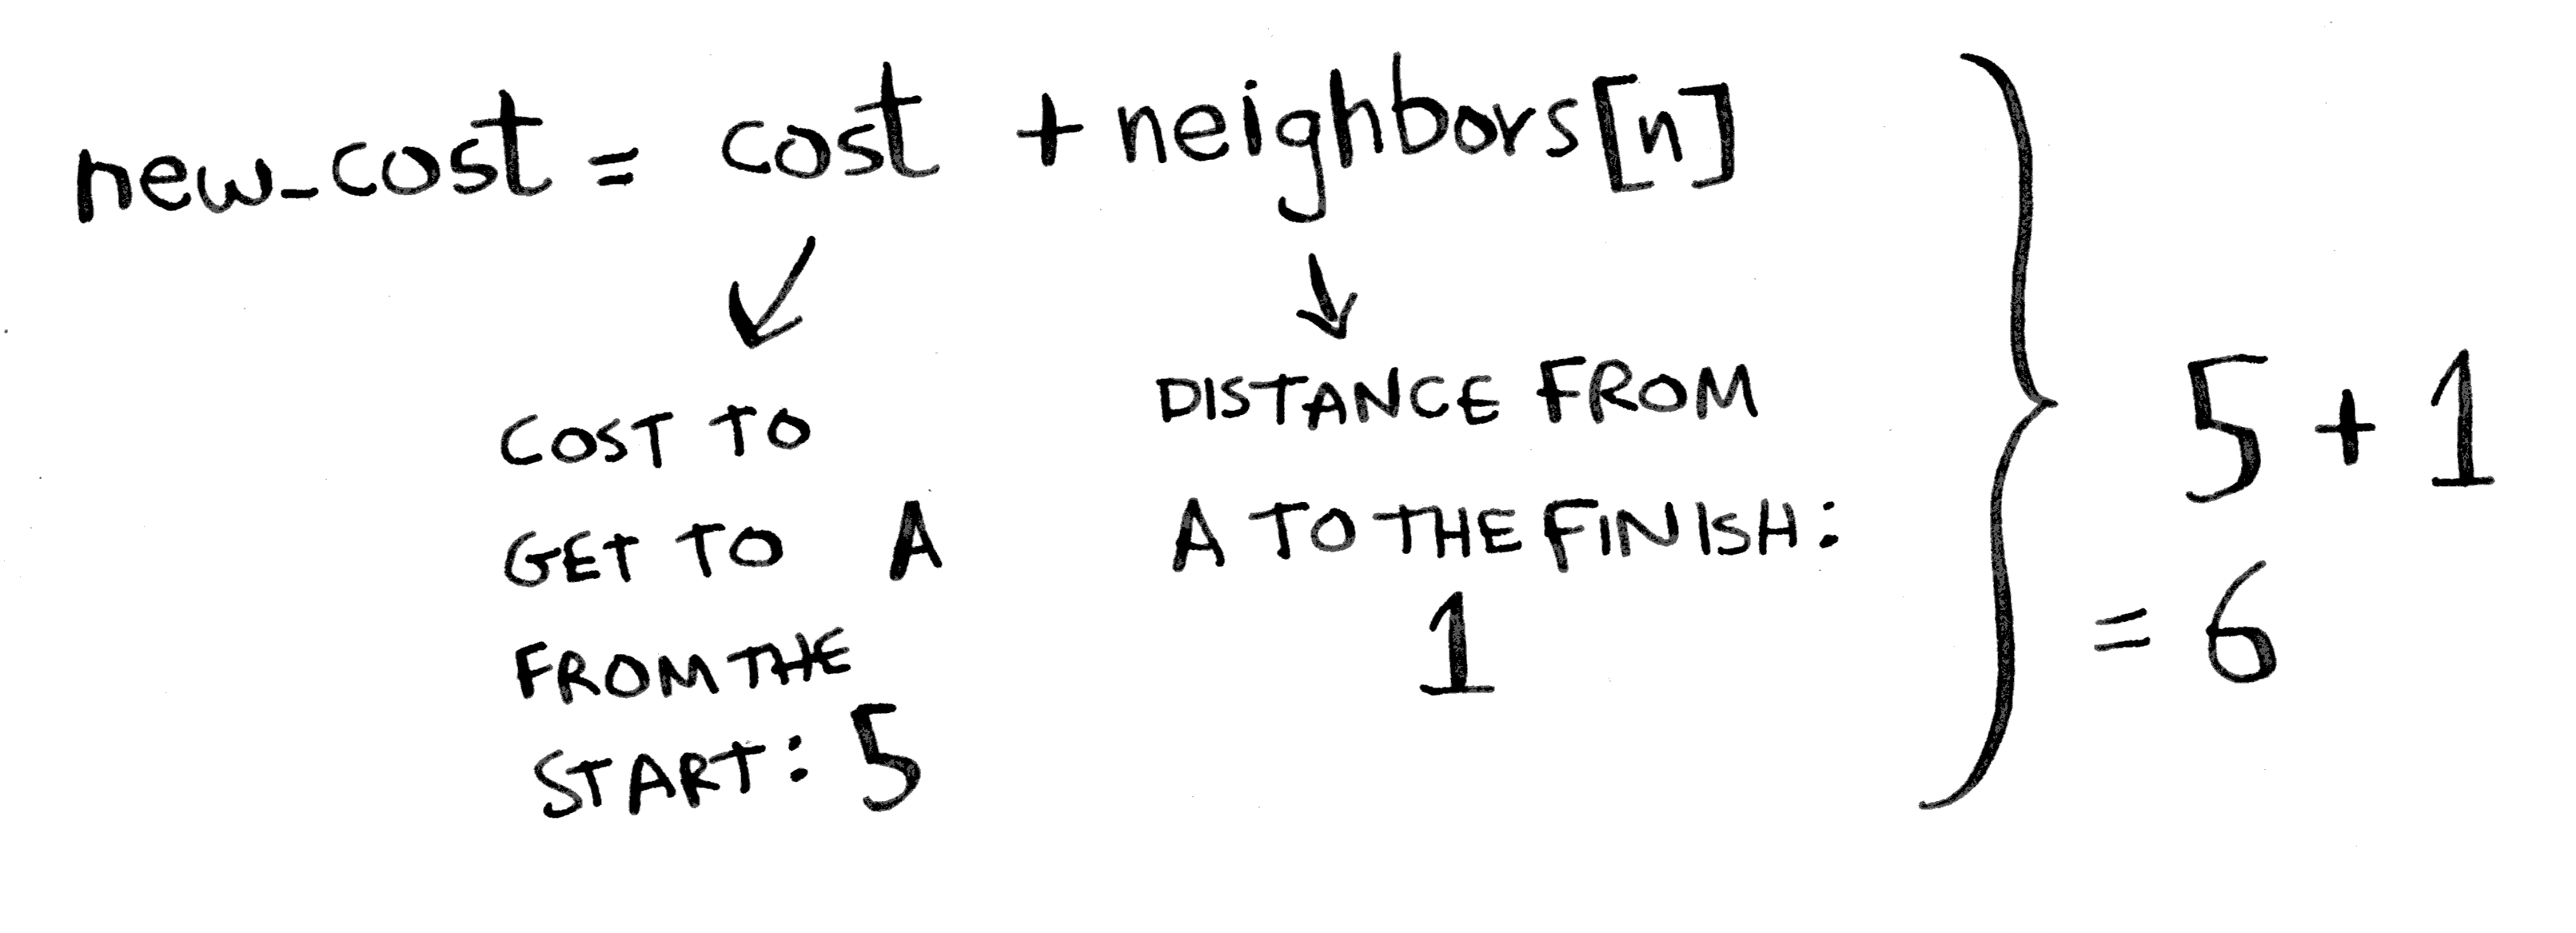 new_cost = cost + neighbors[n]
COST TO
GET TO A
FROM THE
START: 5
DISTANCE FROM
A TO THE FINISH:
1
5 + 1
= 6